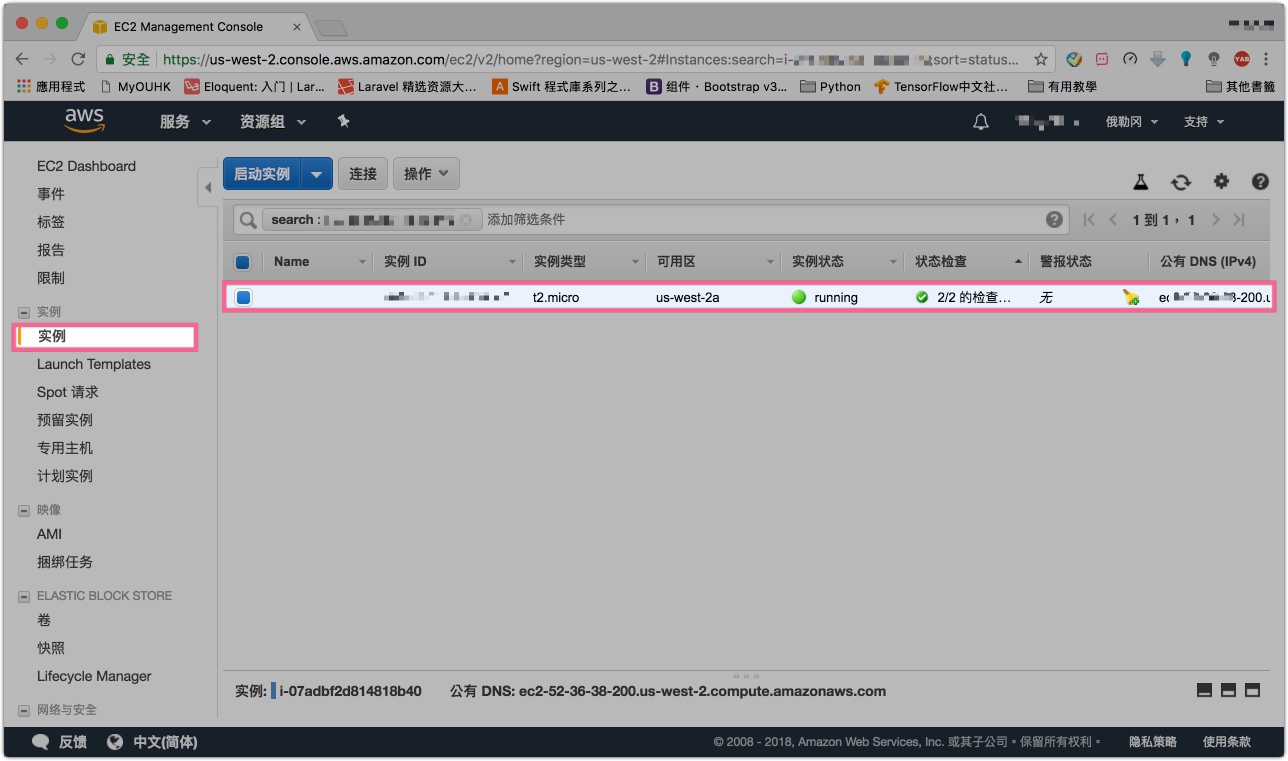 EC2 Management Console
安全 https://us-west-2.console.aws.amazon.com/ec2/v2/home?region=us-west-2#Instances:search=i- ;sort=status...
應用程式 MyOUHK Eloquent: 入门 | Lar... Laravel 精选资源大... Swift 程式庫系列之... 组件 · Bootstrap v3... Python TensorFlow中文社... 有用教學 其他書籤
aws 服务 资源组 俄勒冈 支持
EC2 Dashboard
事件
标签
报告
限制
实例
实例
Launch Templates
Spot 请求
预留实例
专用主机
计划实例
映像
AMI
捆绑任务
ELASTIC BLOCK STORE
卷
快照
Lifecycle Manager
网络与安全
启动实例 连接 操作
search : 添加筛选条件 1 到 1， 1
Name 实例 ID 实例类型 可用区 实例状态 状态检查 警报状态 公有 DNS (IPv4)
t2.micro us-west-2a running 2/2 的检查... 无
实例: i-07adbf2d814818b40 公有 DNS: ec2-52-36-38-200.us-west-2.compute.amazonaws.com
反馈 中文(简体) © 2008 - 2018, Amazon Web Services, Inc. 或其子公司。保留所有权利。 隐私策略 使用条款